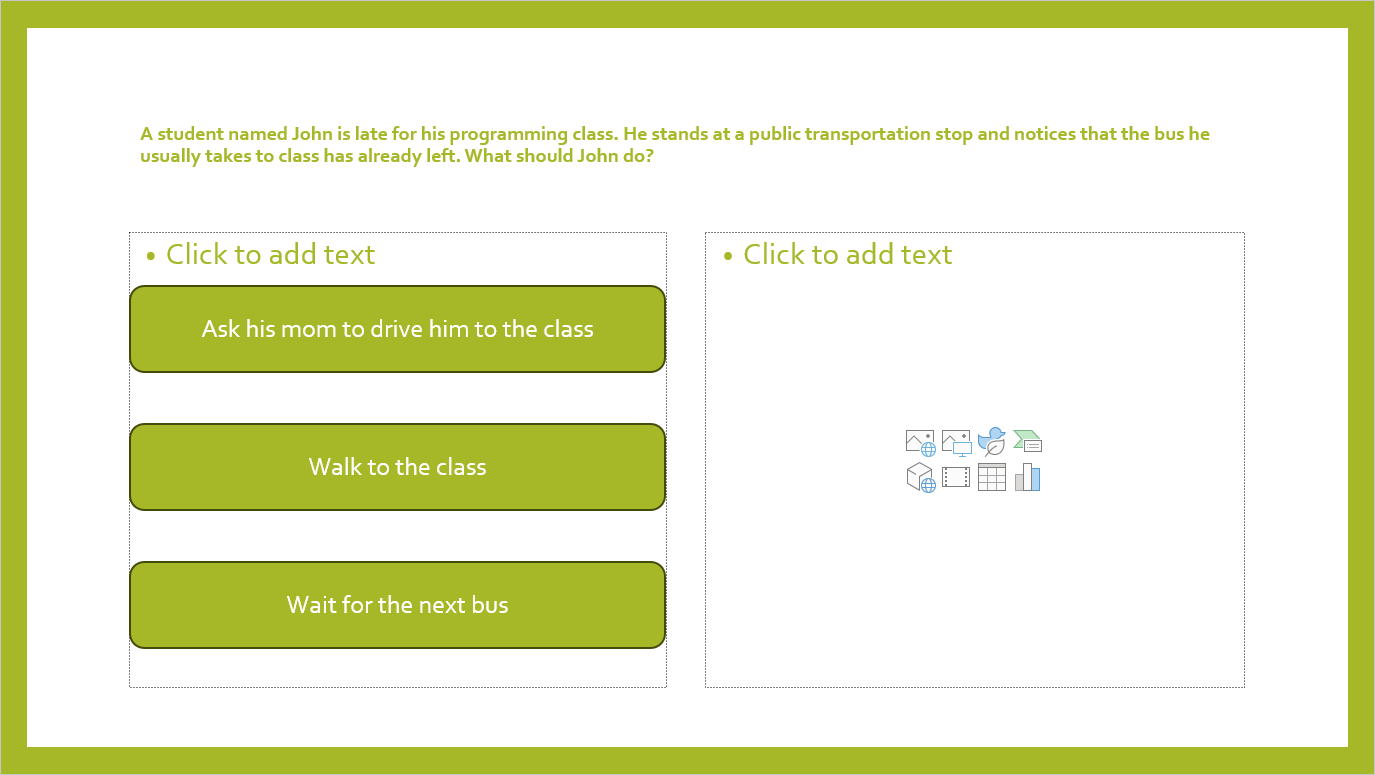 A student named John is late for his programming class. He stands at a public transportation stop and notices that the bus he
usually takes to class has already left. What should John do?
• Click to add text
Ask his mom to drive him to the class
Walk to the class
Wait for the next bus
• Click to add text